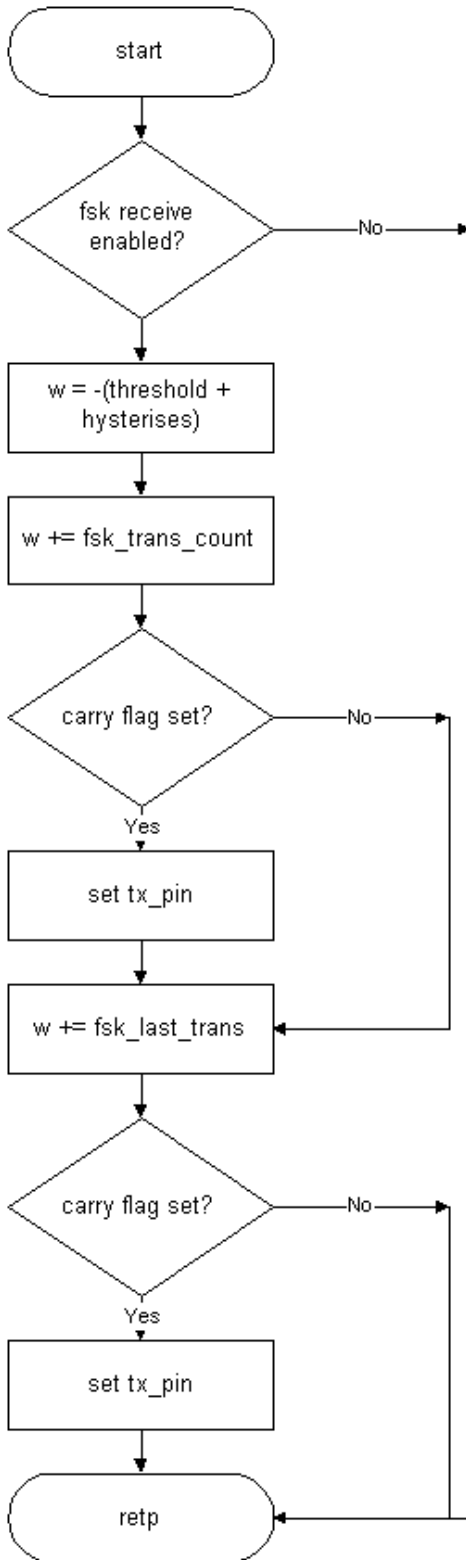 start
fsk receive
enabled?
No
w = -(threshold +
hysterises)
w += fsk_trans_count
carry flag set?
No
Yes
set tx_pin
w += fsk_last_trans
carry flag set?
No
Yes
set tx_pin
retp